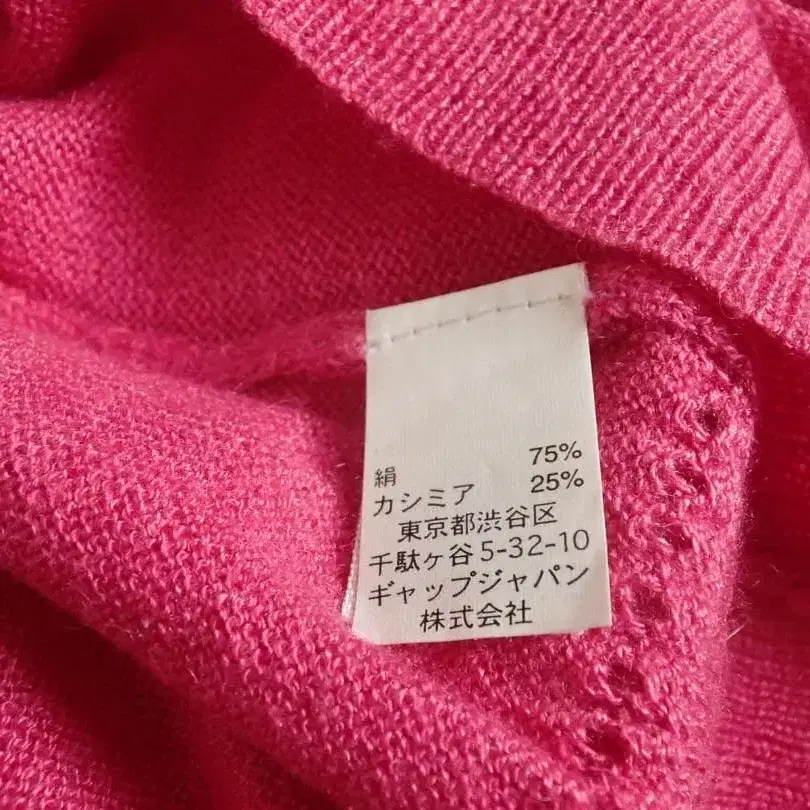 絹 75%
カシミア 25%
東京都渋谷区
千駄ヶ谷5-32-10
ギャップジャパン
株式会社